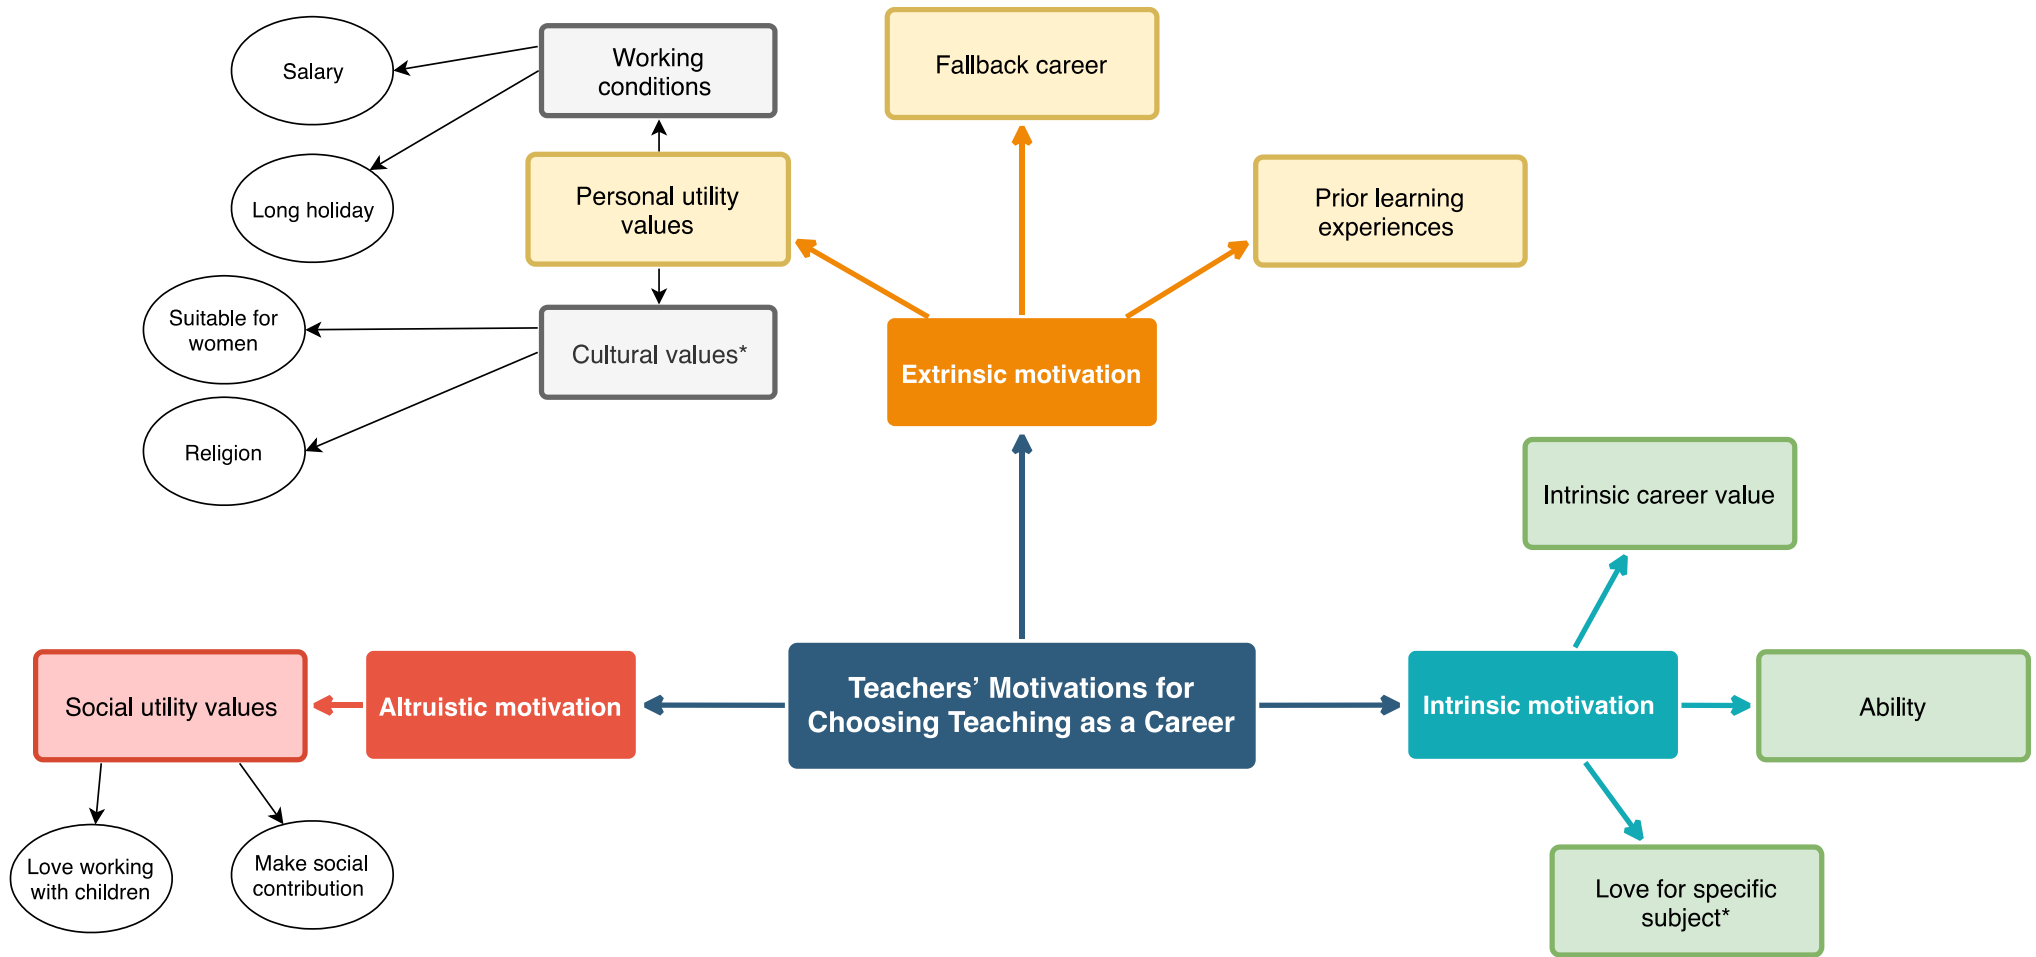 Salary
Working
conditions
Fallback career
Long holiday
Personal utility
values
Prior learning
experiences
Suitable for
women
Cultural values*
Extrinsic motivation
Religion
Intrinsic career value
Social utility values
Altruistic motivation
Teachers’ Motivations for
Choosing Teaching as a Career
Intrinsic motivation
Ability
Love working
with children
Make social
contribution
Love for specific
subject*